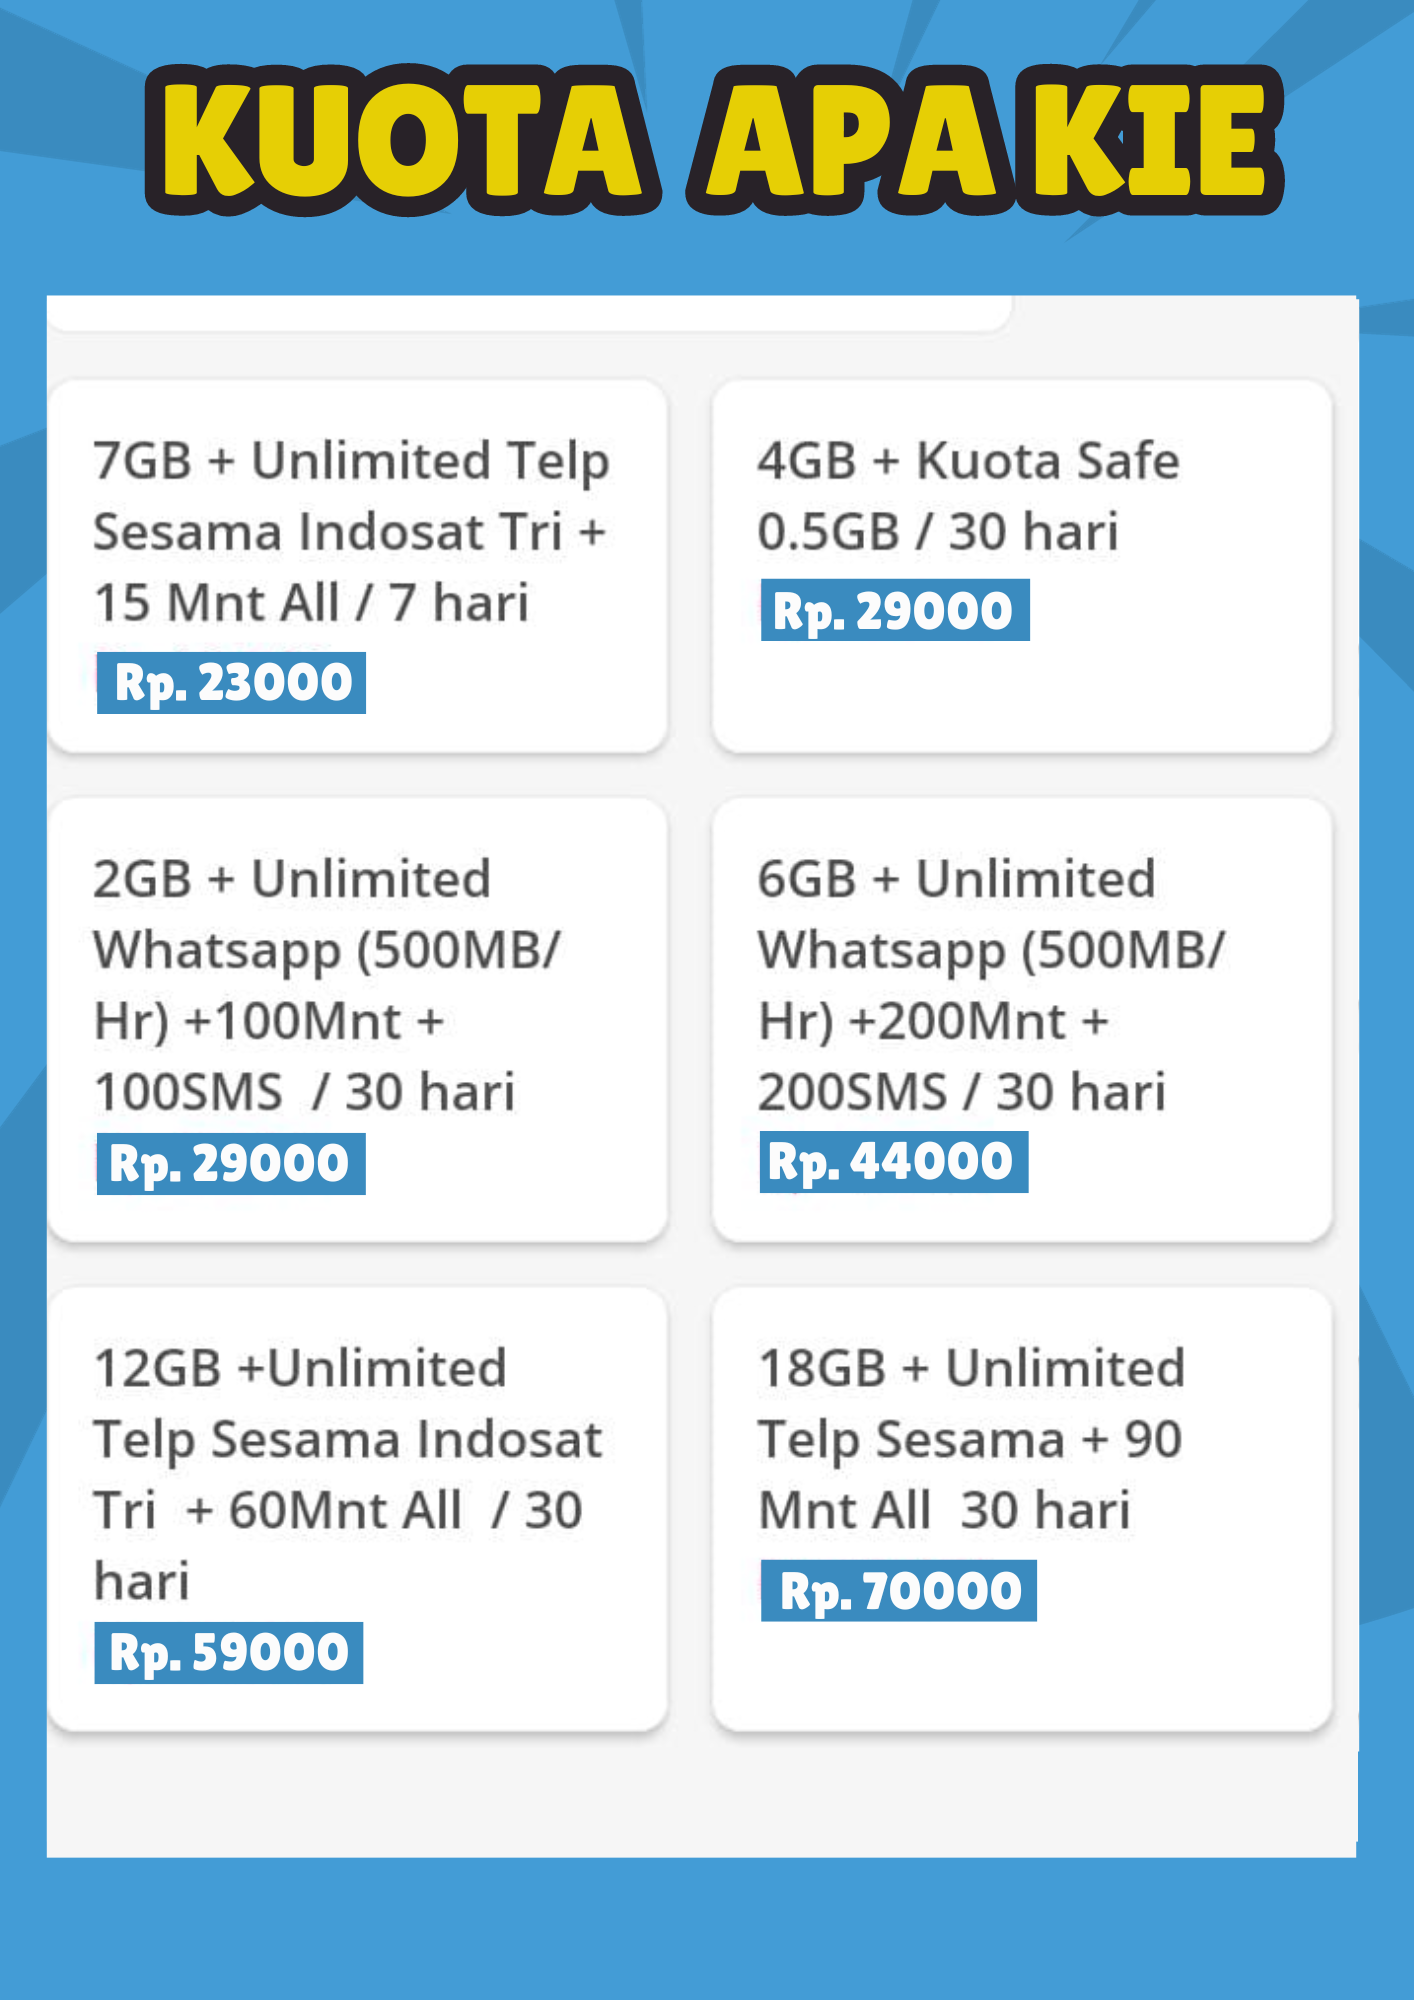 KUOTA APA KIE
7GB + Unlimited Telp
Sesama Indosat Tri +
15 Mnt All / 7 hari
Rp. 23000
4GB + Kuota Safe
0.5GB / 30 hari
Rp. 29000
2GB + Unlimited
Whatsapp (500MB/
Hr) +100Mnt +
100SMS  / 30 hari
Rp. 29000
6GB + Unlimited
Whatsapp (500MB/
Hr) +200Mnt +
200SMS / 30 hari
Rp. 44000
12GB +Unlimited
Telp Sesama Indosat
Tri  + 60Mnt All  / 30
hari
Rp. 59000
18GB + Unlimited
Telp Sesama + 90
Mnt All  30 hari
Rp. 70000